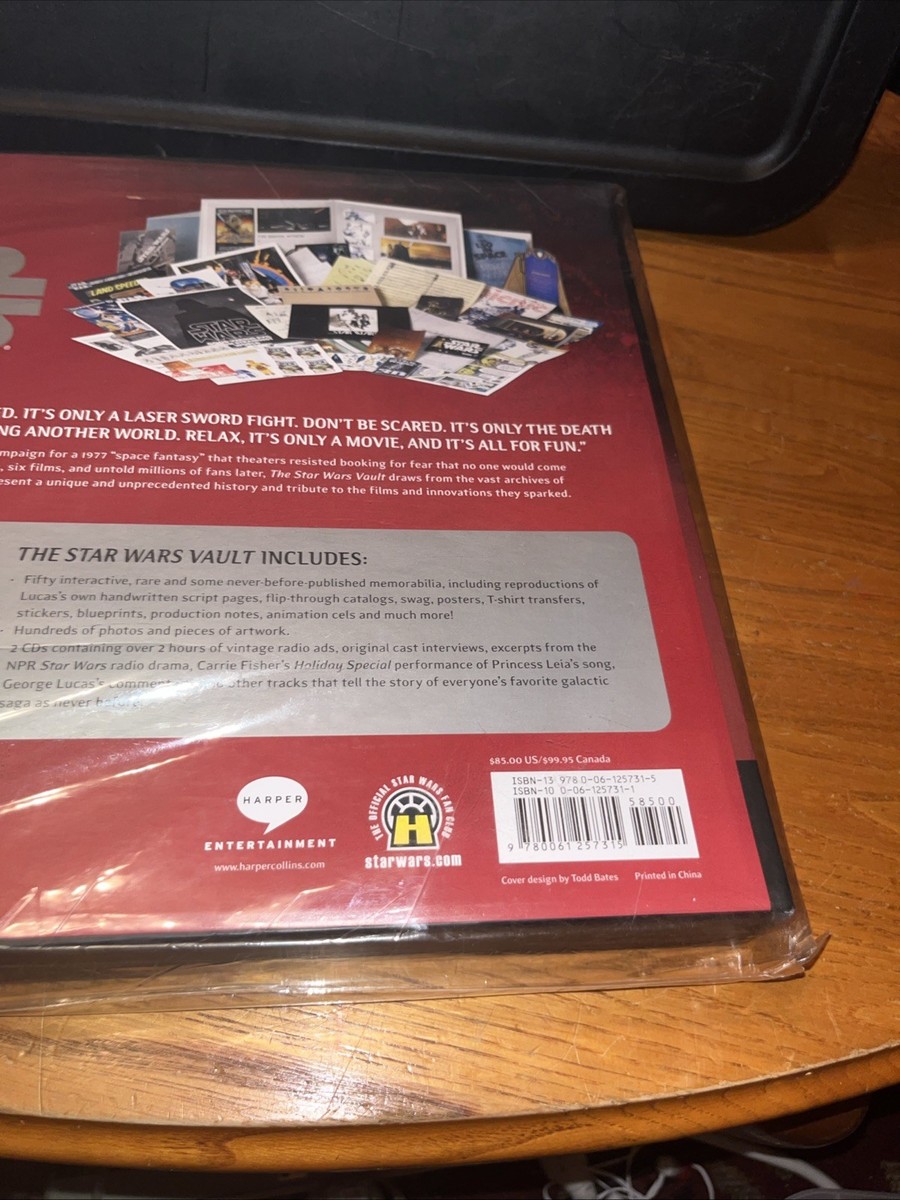 LAND SPEED
STAR
WARS
SPACE
PICNIC
STAR
WARS
ED. IT'S ONLY A LASER SWORD FIGHT. DON'T BE SCARED. IT'S ONLY THE DEATH
NG ANOTHER WORLD. RELAX, IT'S ONLY A MOVIE, AND IT'S ALL FOR FUN."
mpaign for a 1977 "space fantasy" that theaters resisted booking for fear that no one would come
, six films, and untold millions of fans later, The Star Wars Vault draws from the vast archives of
esent a unique and unprecedented history and tribute to the films and innovations they sparked.
THE STAR WARS VAULT INCLUDES:
· Fifty interactive, rare and some never-before-published memorabilia, including reproductions of
Lucas's own handwritten script pages, flip-through catalogs, swag, posters, T-shirt transfers,
stickers, blueprints, production notes, animation cels and much more!
· Hundreds of photos and pieces of artwork.
2 CDs containing over 2 hours of vintage radio ads, original cast interviews, excerpts from the
NPR Star Wars radio drama, Carrie Fisher's Holiday Special performance of Princess Leia's song,
George Lucas's other tracks that tell the story of everyone's favorite galactic
saga as never before.
$85.00 US/$99.95 Canada
ISBN-13 978-0-06-125731-5
ISBN-10 0-06-125731-1
58500
9 780061 257315
HARPER
ENTERTAINMENT
www.harpercollins.com
THE OFFICIAL STAR WARS FAN CLUB
H
starwars.com
Cover design by Todd Bates Printed in China